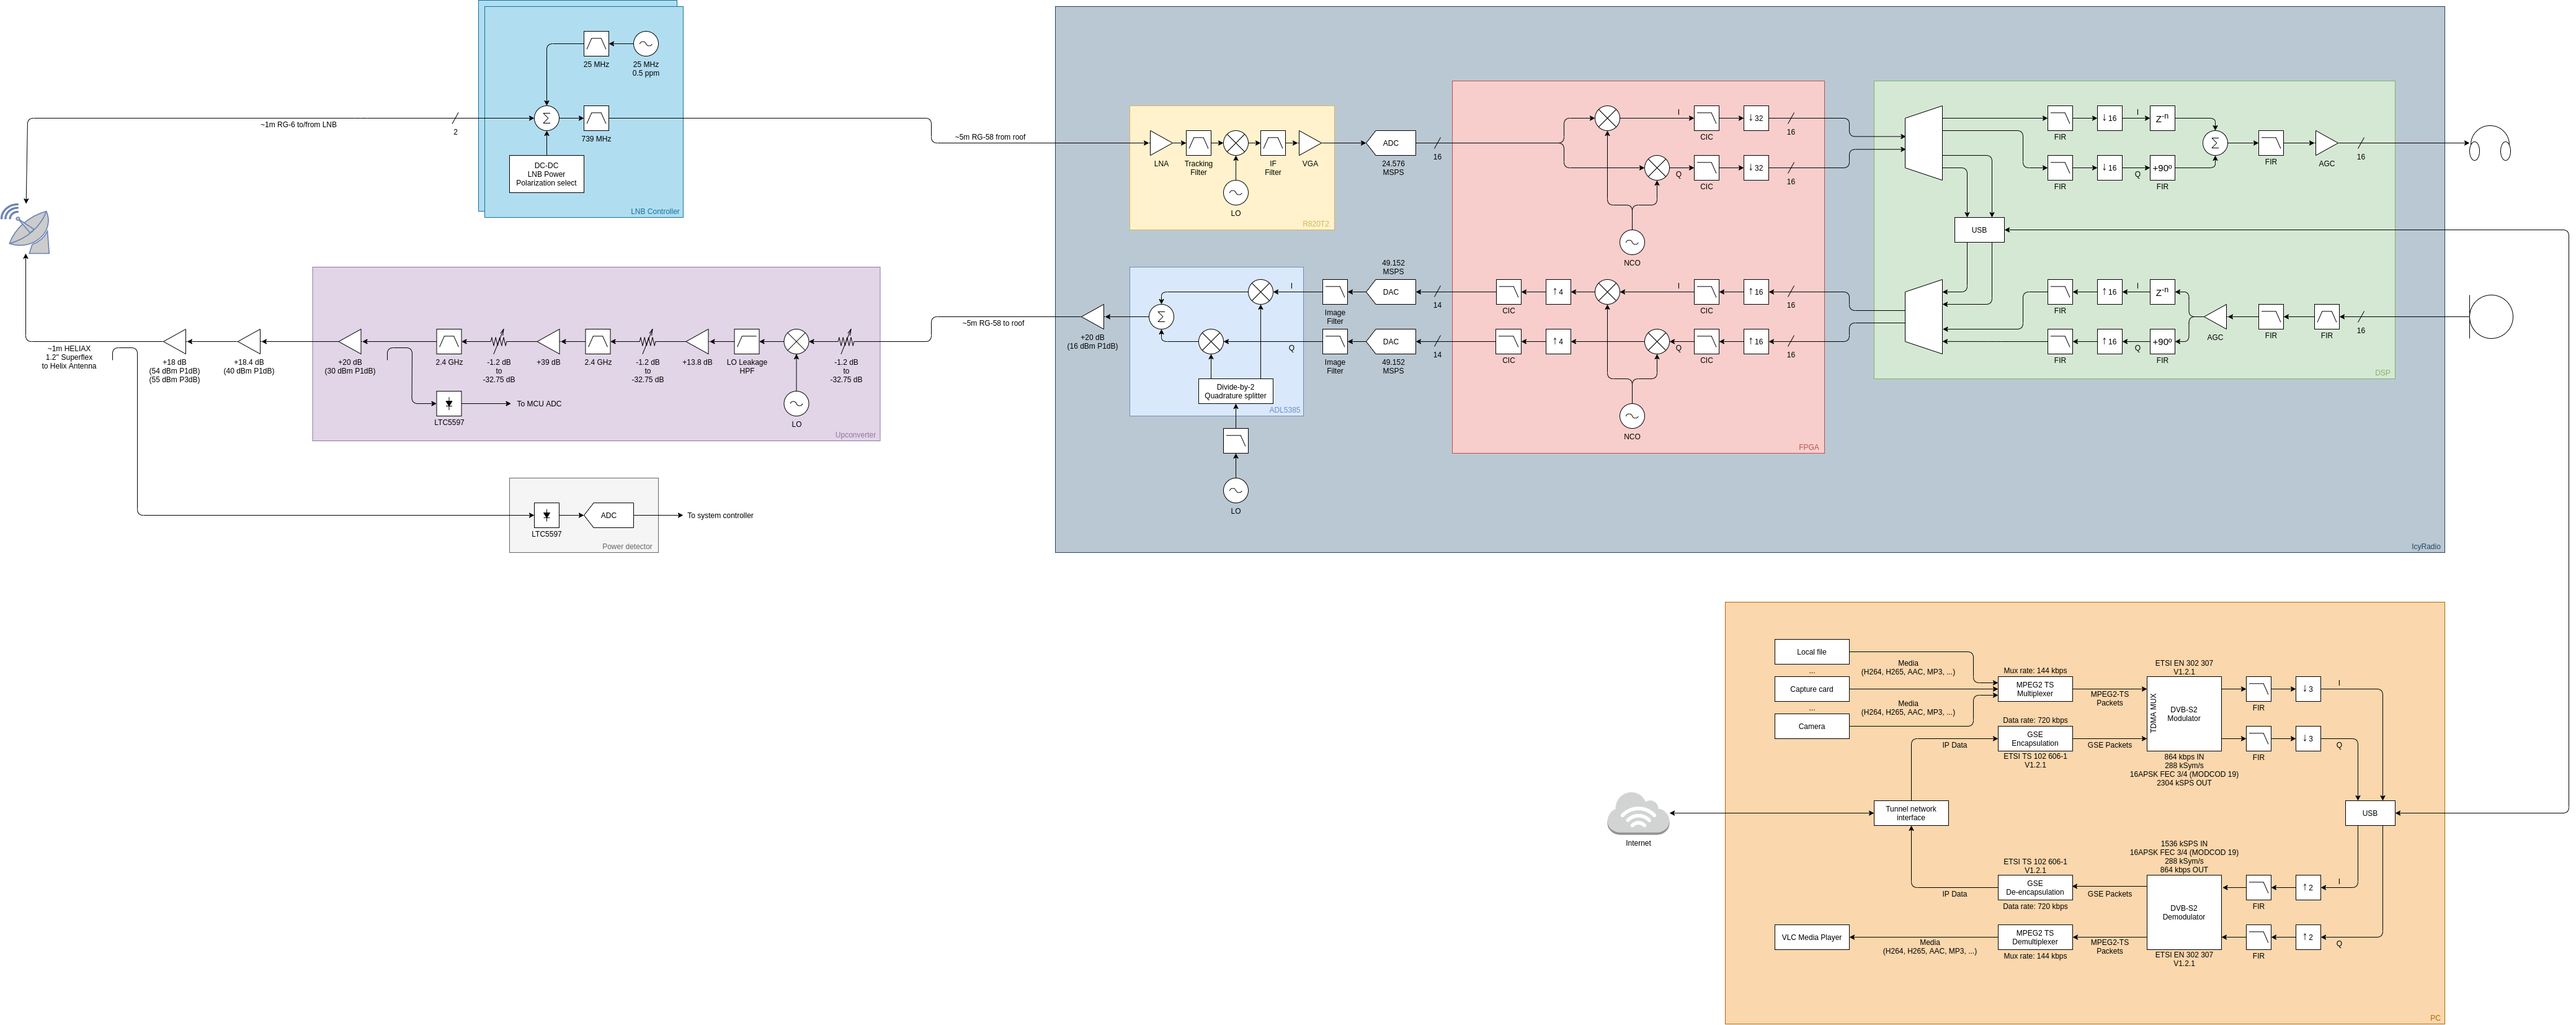 25 MHz
25 MHz
0.5 ppm
~1m RG-6 to/from LNB
2
Σ
739 MHz
DC-DC
LNB Power
Polarization select
LNB Controller
~5m RG-58 from roof
LNA
Tracking
Filter
IF
Filter
VGA
LO
R820T2
ADC
24.576
MSPS
16
I
CIC
↓32
16
Q
CIC
↓32
16
NCO
FIR
↓16
I
z-n
FIR
↓16
Q
+90º
FIR
Σ
FIR
AGC
16
USB
~1m HELIAX
1.2" Superflex
to Helix Antenna
+18 dB
(54 dBm P1dB)
(55 dBm P3dB)
+18.4 dB
(40 dBm P1dB)
+20 dB
(30 dBm P1dB)
2.4 GHz
-1.2 dB
to
-32.75 dB
+39 dB
2.4 GHz
-1.2 dB
to
-32.75 dB
+13.8 dB
LO Leakage
HPF
-1.2 dB
to
-32.75 dB
LTC5597
To MCU ADC
LO
Upconverter
~5m RG-58 to roof
+20 dB
(16 dBm P1dB)
Σ
I
Q
Divide-by-2
Quadrature splitter
ADL5385
LO
Image
Filter
Image
Filter
49.152
MSPS
DAC
DAC
49.152
MSPS
14
14
CIC
↑4
I
CIC
↑16
16
CIC
↑4
Q
CIC
↑16
16
NCO
FPGA
FIR
↑16
I
z-n
FIR
↑16
Q
+90º
FIR
AGC
FIR
FIR
16
DSP
LTC5597
ADC
To system controller
Power detector
IcyRadio
Local file
...
Capture card
...
Camera
Media
(H264, H265, AAC, MP3, ...)
Media
(H264, H265, AAC, MP3, ...)
Mux rate: 144 kbps
MPEG2 TS
Multiplexer
MPEG2-TS
Packets
Data rate: 720 kbps
GSE
Encapsulation
ETSI TS 102 606-1
V1.2.1
IP Data
GSE Packets
ETSI EN 302 307
V1.2.1
TDMA MUX
DVB-S2
Modulator
864 kbps IN
288 kSym/s
16APSK FEC 3/4 (MODCOD 19)
2304 kSPS OUT
FIR
↓3
I
FIR
↓3
Q
Internet
Tunnel network
interface
USB
1536 kSPS IN
16APSK FEC 3/4 (MODCOD 19)
288 kSym/s
864 kbps OUT
ETSI TS 102 606-1
V1.2.1
GSE
De-encapsulation
Data rate: 720 kbps
IP Data
GSE Packets
DVB-S2
Demodulator
ETSI EN 302 307
V1.2.1
FIR
↑2
I
FIR
↑2
Q
VLC Media Player
Media
(H264, H265, AAC, MP3, ...)
MPEG2 TS
Demultiplexer
Mux rate: 144 kbps
MPEG2-TS
Packets
PC